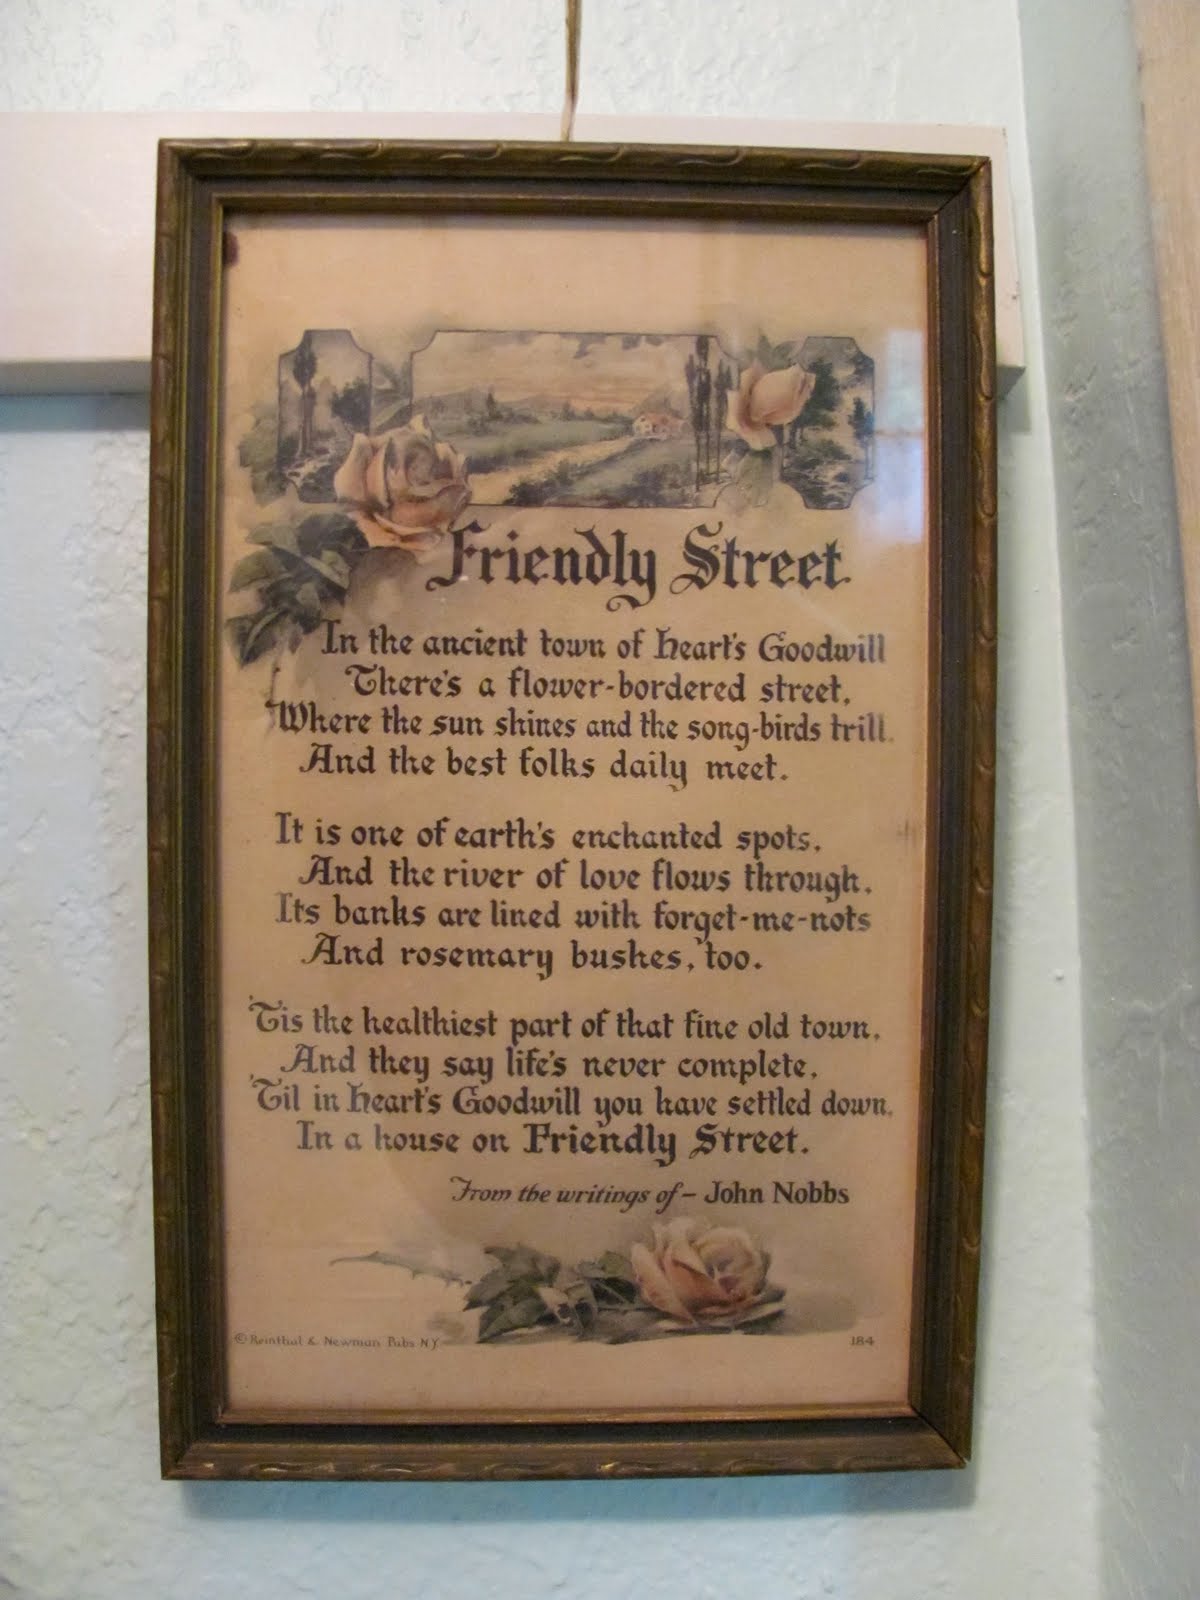 Friendly Street.
In the ancient town of Heart's Goodwill
There's a flower-bordered street,
Where the sun shines and the song-birds trill,
And the best folks daily meet.
It is one of earth's enchanted spots,
And the river of love flows through,
Its banks are lined with forget-me-nots
And rosemary bushes, too.
'Tis the healthiest part of that fine old town,
And they say life's never complete,
'Til in Heart's Goodwill you have settled down,
In a house on Friendly Street.
From the writings of – John Nobbs
© Reinthal & Newman Pubs N.Y. 184